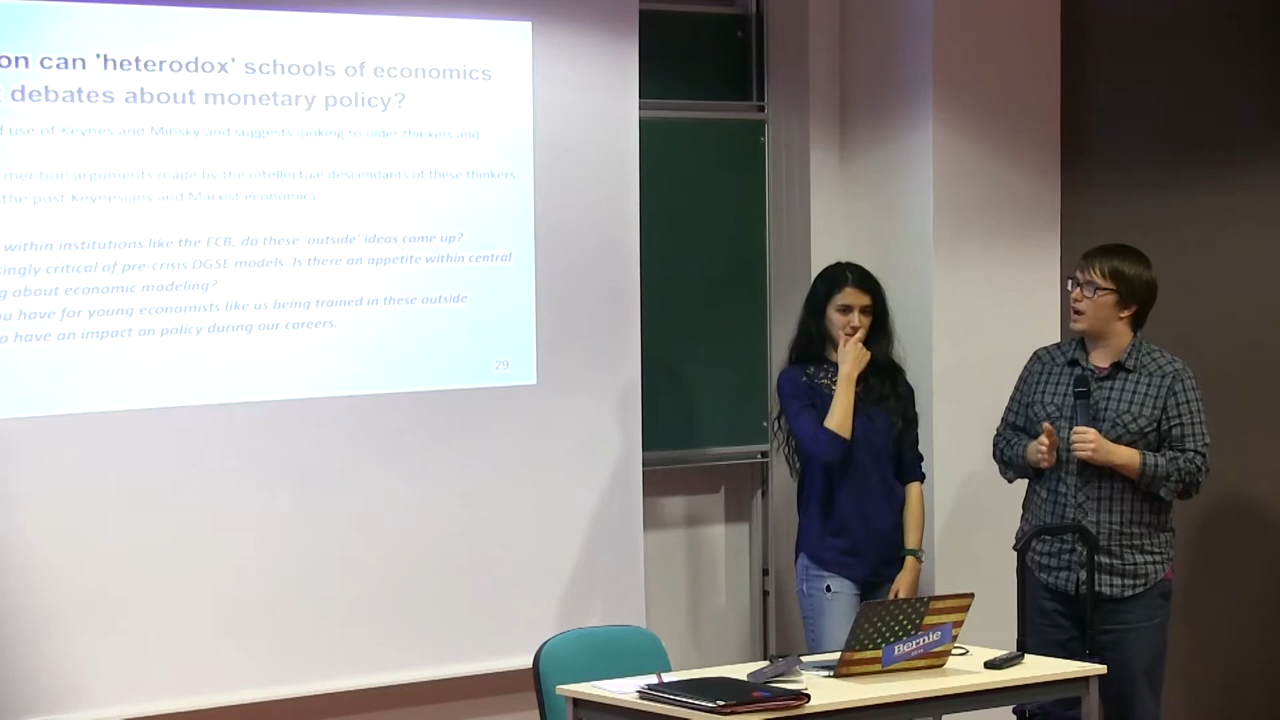 on can 'heterodox' schools of economics
debates about monetary policy?
use of Keynes and Minsky and suggests looking to older thinkers and
mention arguments made by the intellectual descendants of these thinkers
the post Keynesians and Marxist economics
within institutions like the ECB, do these 'outside' ideas come up?
singly critical of pre-crisis DGSE models. Is there an appetite within central
g about economic modeling?
ou have for young economists like us being trained in these outside
o have an impact on policy during our careers.
29
Bernie